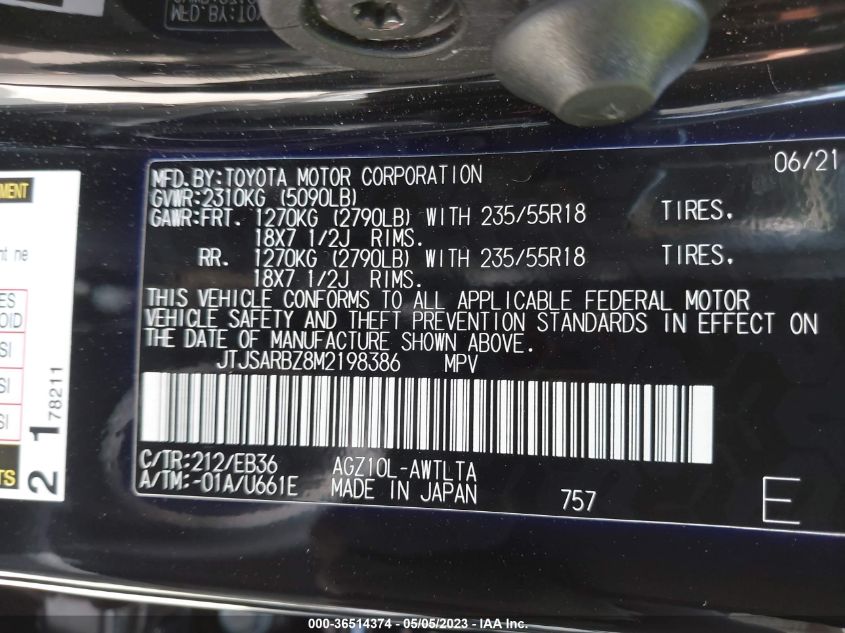 MFD.BY:TOYOTA MOTOR CORPORATION 06/21
GVWR:2310KG (5090LB)
GAWR:FRT. 1270KG (2790LB) WITH 235/55R18 TIRES.
18X7 1/2J RIMS.
RR. 1270KG (2790LB) WITH 235/55R18 TIRES.
18X7 1/2J RIMS.
THIS VEHICLE CONFORMS TO ALL APPLICABLE FEDERAL MOTOR
VEHICLE SAFETY AND THEFT PREVENTION STANDARDS IN EFFECT ON
THE DATE OF MANUFACTURE SHOWN ABOVE.
JTJSARBZ8M2198386 MPV
C/TR:212/EB36 AGZ10L-AWTLTA
A/TM:-01A/U661E MADE IN JAPAN 757 E
2 1 78211
000-36514374 - 05/05/2023 - IAA Inc.